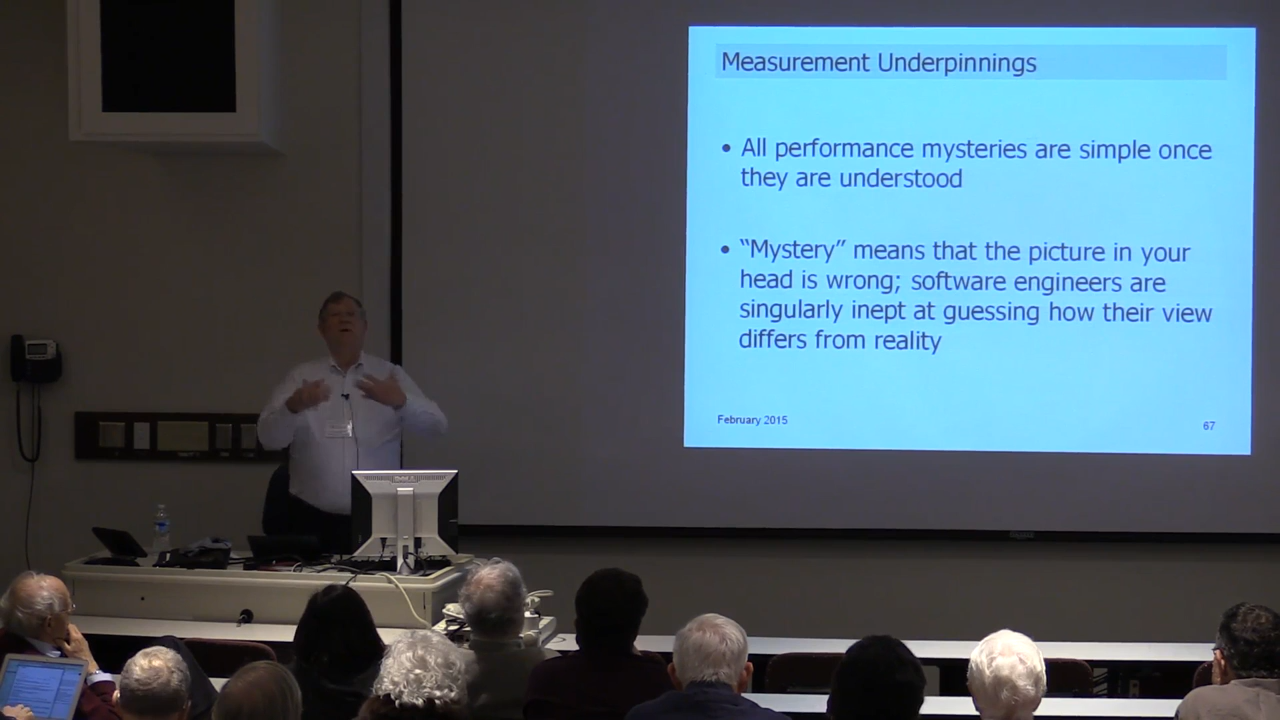 Measurement Underpinnings
• All performance mysteries are simple once
they are understood
• “Mystery” means that the picture in your
head is wrong; software engineers are
singularly inept at guessing how their view
differs from reality
February 2015
67